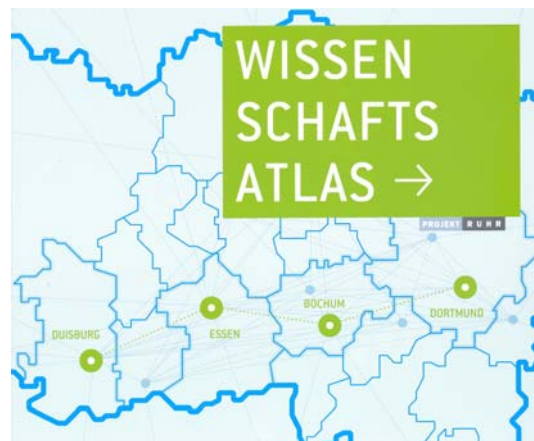 WISSEN
SCHAFTS
ATLAS →
PROJEKT RUHR
BOCHUM
DORTMUND
DUISBURG
ESSEN